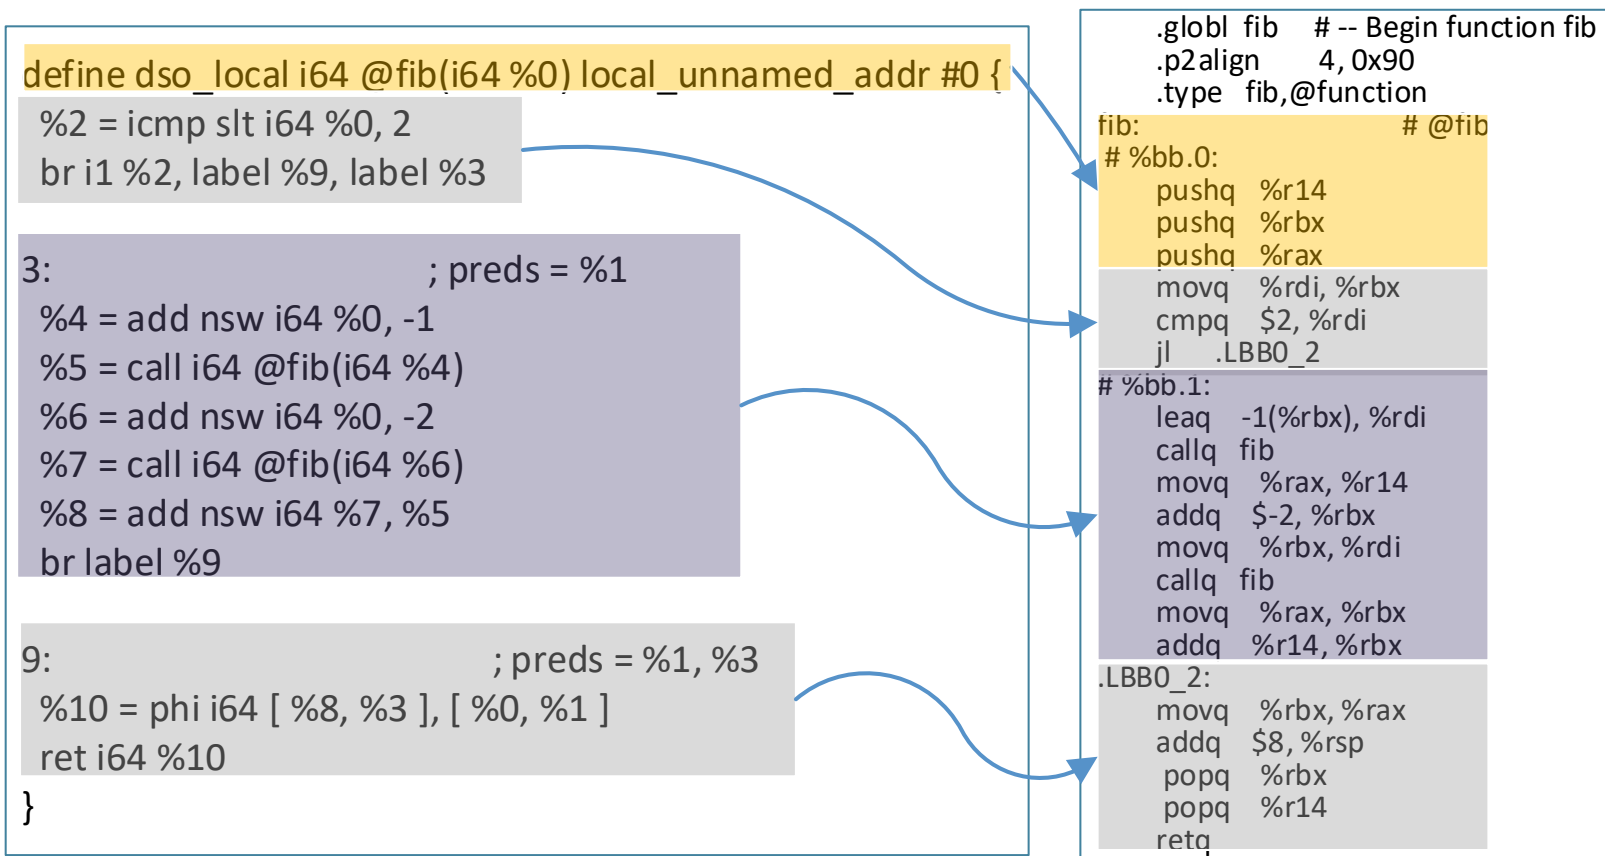 define dso_local i64 @fib(i64 %0) local_unnamed_addr #0 {
%2 = icmp slt i64 %0, 2
br i1 %2, label %9, label %3
3: ; preds = %1
%4 = add nsw i64 %0, -1
%5 = call i64 @fib(i64 %4)
%6 = add nsw i64 %0, -2
%7 = call i64 @fib(i64 %6)
%8 = add nsw i64 %7, %5
br label %9
9: ; preds = %1, %3
%10 = phi i64 [ %8, %3 ], [ %0, %1 ]
ret i64 %10
}
.globl fib # -- Begin function fib
.p2align 4, 0x90
.type fib,@function
fib: # @fib
# %bb.0:
pushq %r14
pushq %rbx
pushq %rax
movq %rdi, %rbx
cmpq $2, %rdi
jl .LBB0_2
# %bb.1:
leaq -1(%rbx), %rdi
callq fib
movq %rax, %r14
addq $-2, %rbx
movq %rbx, %rdi
callq fib
movq %rax, %rbx
addq %r14, %rbx
.LBB0_2:
movq %rbx, %rax
addq $8, %rsp
popq %rbx
popq %r14
retq